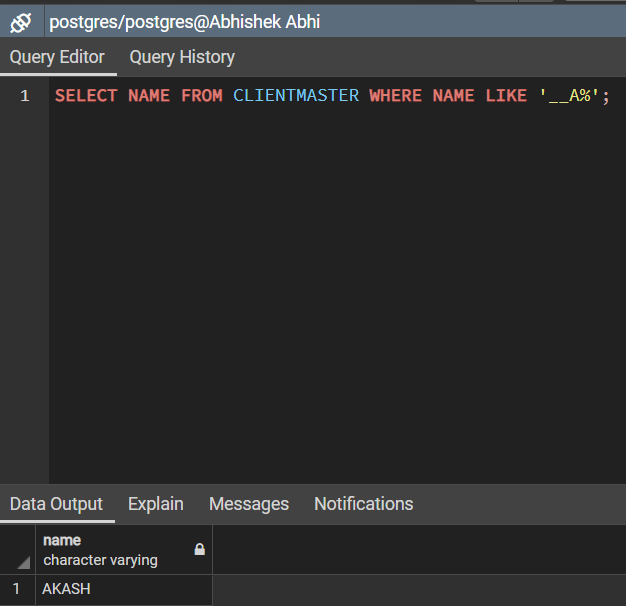 postgres/postgres@Abhishek Abhi
Query Editor Query History
1 SELECT NAME FROM CLIENTMASTER WHERE NAME LIKE '__A%';
Data Output Explain Messages Notifications
name
character varying
1 AKASH